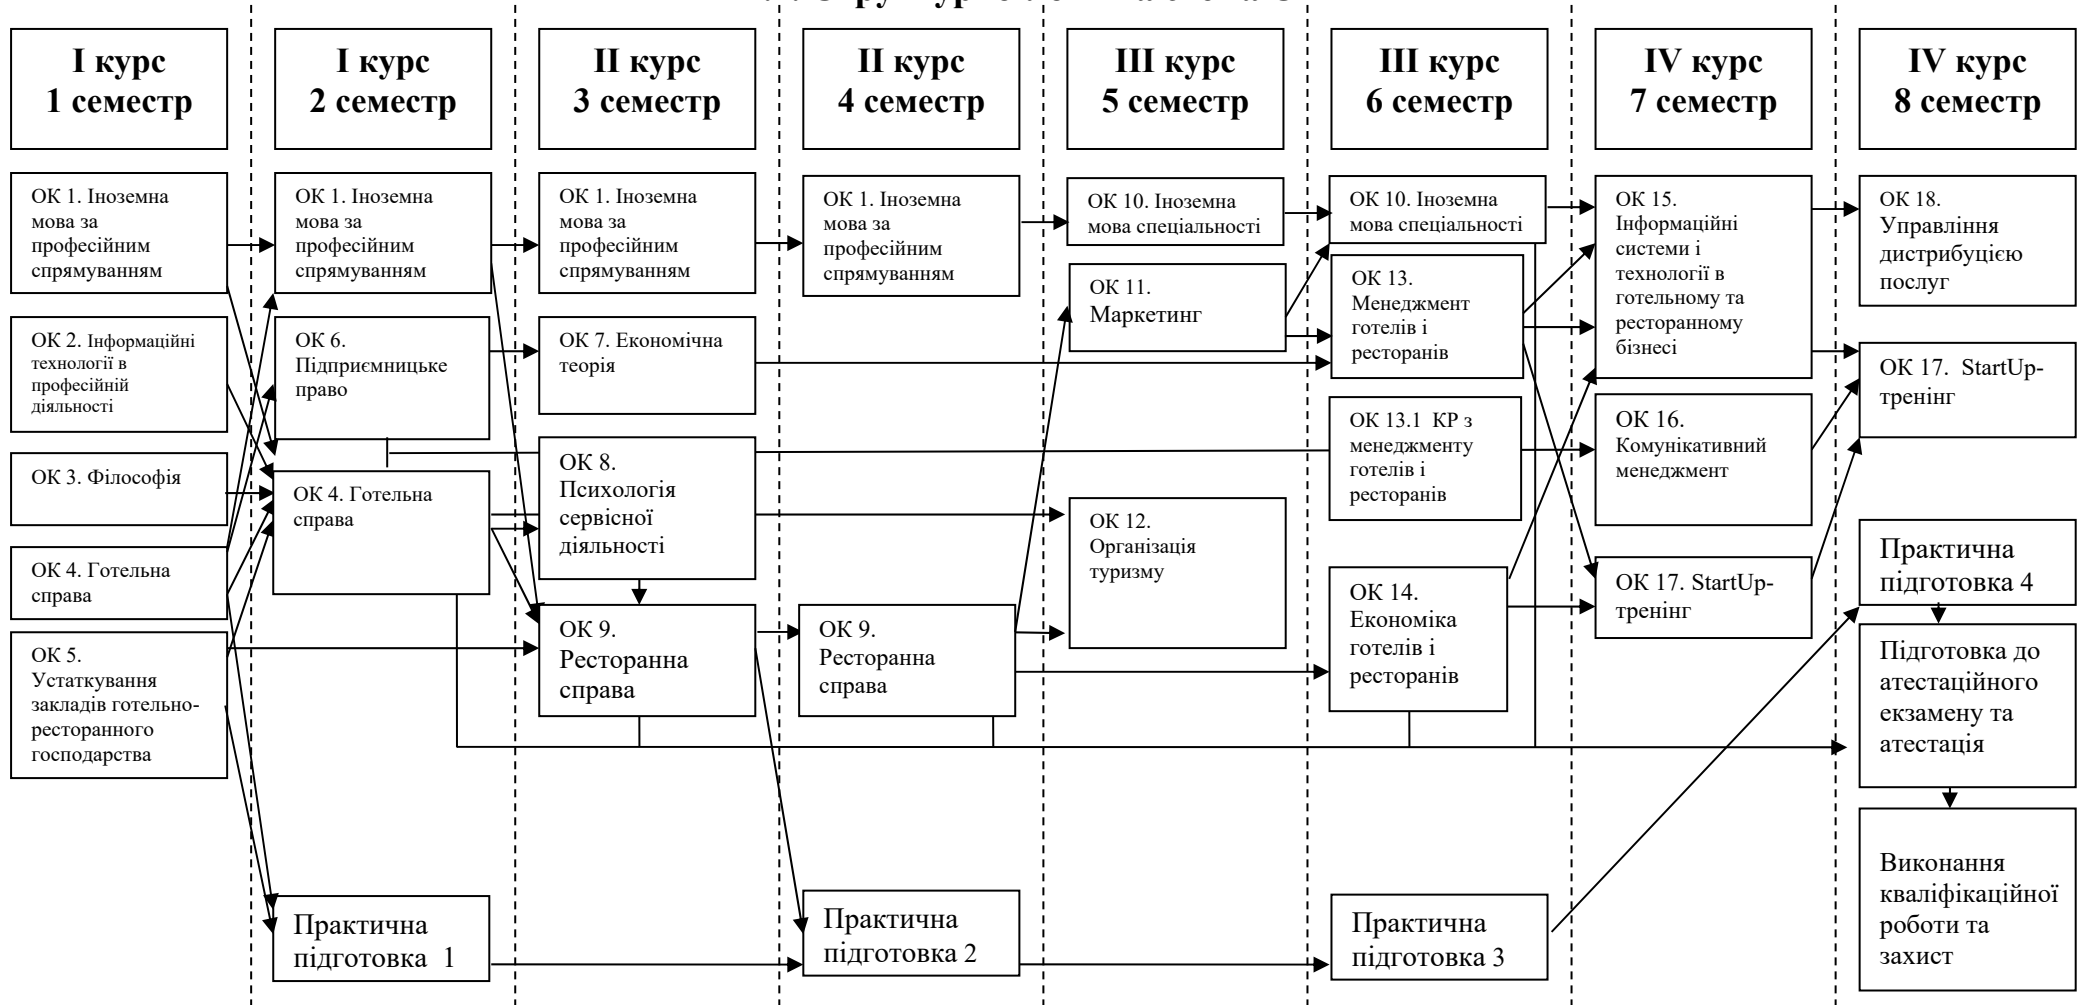 I курс
1 семестр
I курс
2 семестр
II курс
3 семестр
II курс
4 семестр
III курс
5 семестр
III курс
6 семестр
IV курс
7 семестр
IV курс
8 семестр
ОК 1. Іноземна
мова за
професійним
спрямуванням
ОК 2. Інформаційні
технології в
професійній
діяльності
ОК 3. Філософія
ОК 4. Готельна
справа
ОК 5.
Устаткування
закладів готельно-
ресторанного
господарства
ОК 1. Іноземна
мова за
професійним
спрямуванням
ОК 6.
Підприємницьке
право
ОК 4. Готельна
справа
Практична
підготовка 1
ОК 1. Іноземна
мова за
професійним
спрямуванням
ОК 7. Економічна
теорія
ОК 8.
Психологія
сервісної
діяльності
ОК 9.
Ресторанна
справа
ОК 1. Іноземна
мова за
професійним
спрямуванням
ОК 9.
Ресторанна
справа
Практична
підготовка 2
ОК 10. Іноземна
мова спеціальності
ОК 11.
Маркетинг
ОК 12.
Організація
туризму
ОК 10. Іноземна
мова спеціальності
ОК 13.
Менеджмент
готелів і
ресторанів
ОК 13.1 КР з
менеджменту
готелів і
ресторанів
ОК 14.
Економіка
готелів і
ресторанів
Практична
підготовка 3
ОК 15.
Інформаційні
системи і
технології в
готельному та
ресторанному
бізнесі
ОК 16.
Комунікативний
менеджмент
ОК 17. StartUp-
тренінг
ОК 18.
Управління
дистрибуцією
послуг
ОК 17. StartUp-
тренінг
Практична
підготовка 4
Підготовка до
атестаційного
екзамену та
атестація
Виконання
кваліфікаційної
роботи та
захист